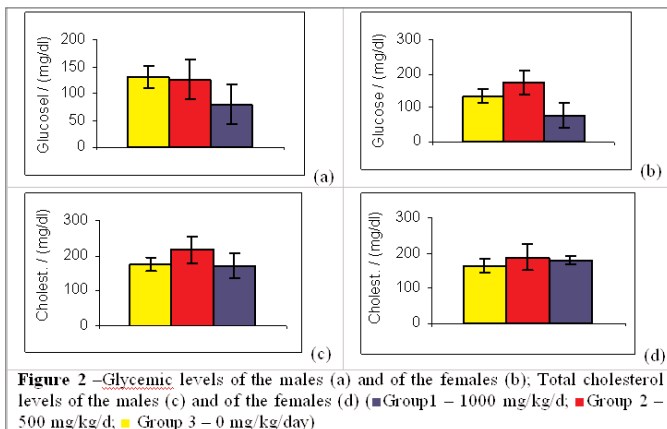 200
150
100
50
0
Glucosel / (mg/dl)
(a)
300
200
100
0
Glucose / (mg/dl)
(b)
300
200
100
0
Cholest. / (mg/dl)
(c)
300
200
100
0
Cholest. / (mg/dl)
(d)
Figure 2 –Glycemic levels of the males (a) and of the females (b); Total cholesterol
levels of the males (c) and of the females (d) (■Group1 – 1000 mg/kg/d; ■ Group 2 –
500 mg/kg/d; ■ Group 3 – 0 mg/kg/day)